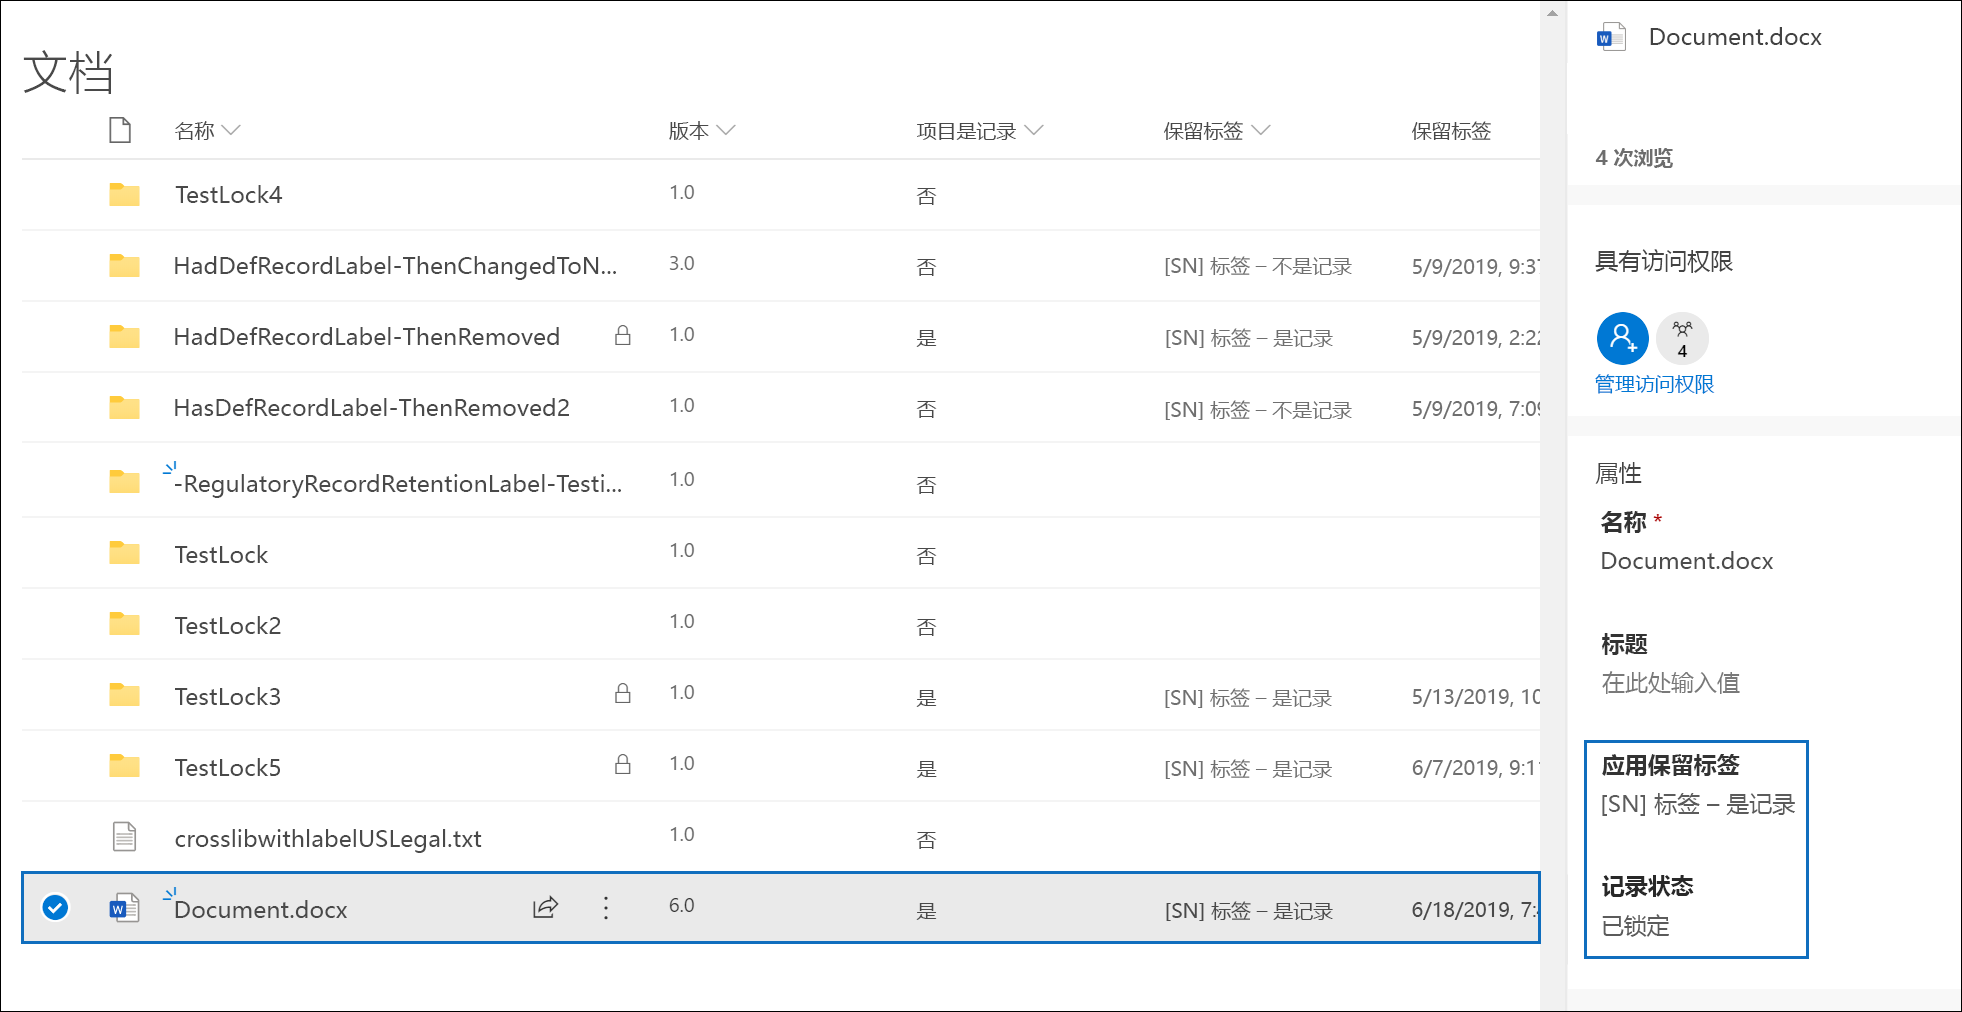 文档
名称 版本 项目是记录 保留标签 保留标签
TestLock4 1.0 否
HadDefRecordLabel-ThenChangedToN... 3.0 否 [SN] 标签 – 不是记录 5/9/2019, 9:37
HadDefRecordLabel-ThenRemoved 1.0 是 [SN] 标签 – 是记录 5/9/2019, 2:22
HasDefRecordLabel-ThenRemoved2 1.0 否 [SN] 标签 – 不是记录 5/9/2019, 7:09
-RegulatoryRecordRetentionLabel-Testi... 1.0 否
TestLock 1.0 否
TestLock2 1.0 否
TestLock3 1.0 是 [SN] 标签 – 是记录 5/13/2019, 10
TestLock5 1.0 是 [SN] 标签 – 是记录 6/7/2019, 9:11
crosslibwithlabelUSLegal.txt 1.0 否
Document.docx 6.0 是 [SN] 标签 – 是记录 6/18/2019, 7:4
Document.docx
4 次浏览
具有访问权限
4
管理访问权限
属性
名称 *
Document.docx
标题
在此处输入值
应用保留标签
[SN] 标签 – 是记录
记录状态
已锁定